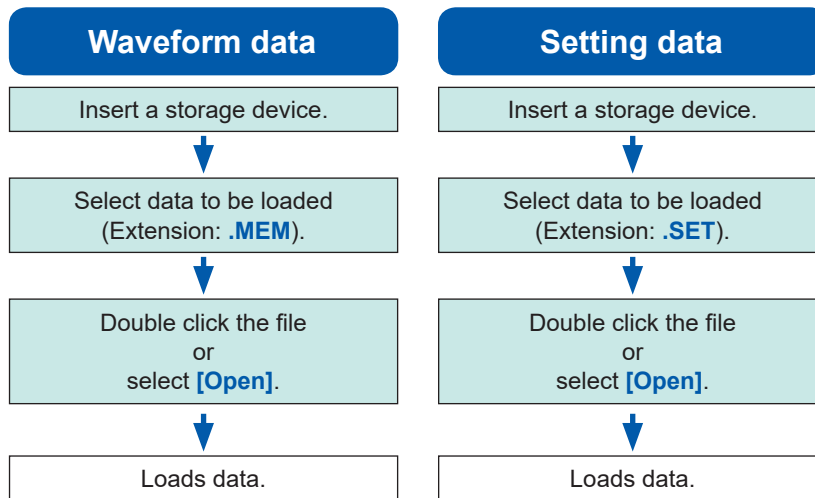 Waveform data
Insert a storage device.
Select data to be loaded
(Extension: .MEM).
Double click the file
or
select [Open].
Loads data.
Setting data
Insert a storage device.
Select data to be loaded
(Extension: .SET).
Double click the file
or
select [Open].
Loads data.